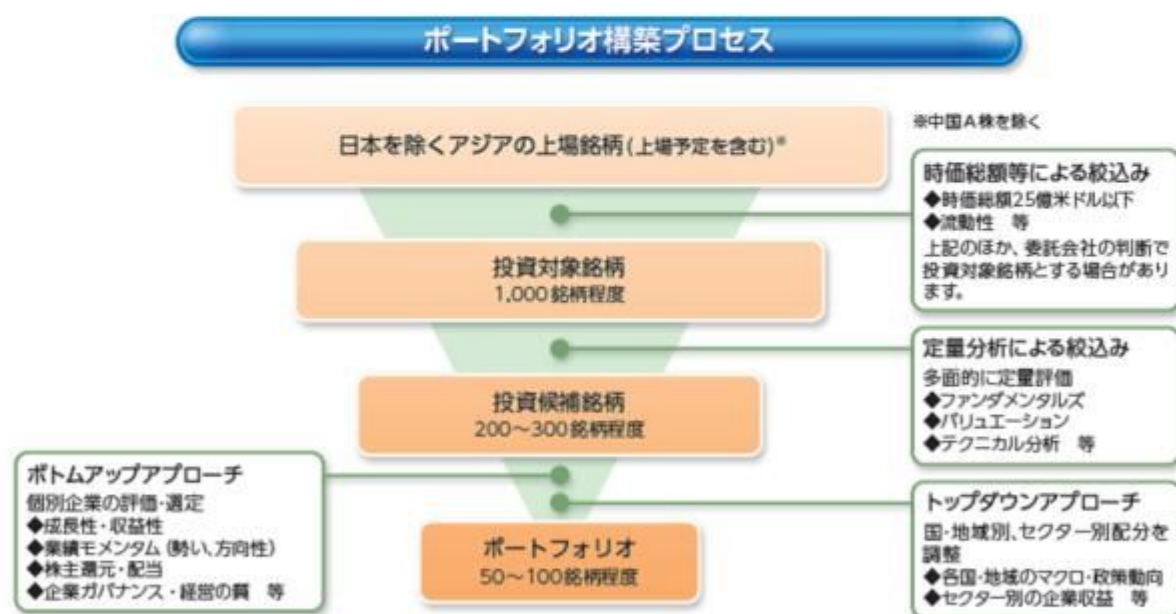 ポートフォリオ構築プロセス
日本を除くアジアの上場銘柄(上場予定を含む)※
※中国A株を除く
時価総額等による絞込み
◆時価総額25億米ドル以下
◆流動性 等
上記のほか、委託会社の判断で
投資対象銘柄とする場合があり
ます。
投資対象銘柄
1,000銘柄程度
定量分析による絞込み
多面的に定量評価
◆ファンダメンタルズ
◆バリュエーション
◆テクニカル分析 等
投資候補銘柄
200～300銘柄程度
ボトムアップアプローチ
個別企業の評価・選定
◆成長性・収益性
◆業績モメンタム(勢い、方向性)
◆株主還元・配当
◆企業ガバナンス・経営の質 等
トップダウンアプローチ
国・地域別、セクター別配分を
調整
◆各国・地域のマクロ・政策動向
◆セクター別の企業収益 等
ポートフォリオ
50～100銘柄程度